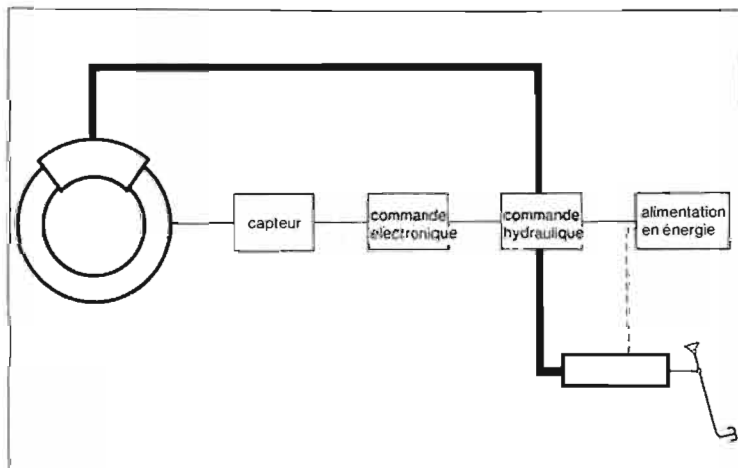 capteur
commande
electronique
commande
hydraulique
alimentation
en énergie